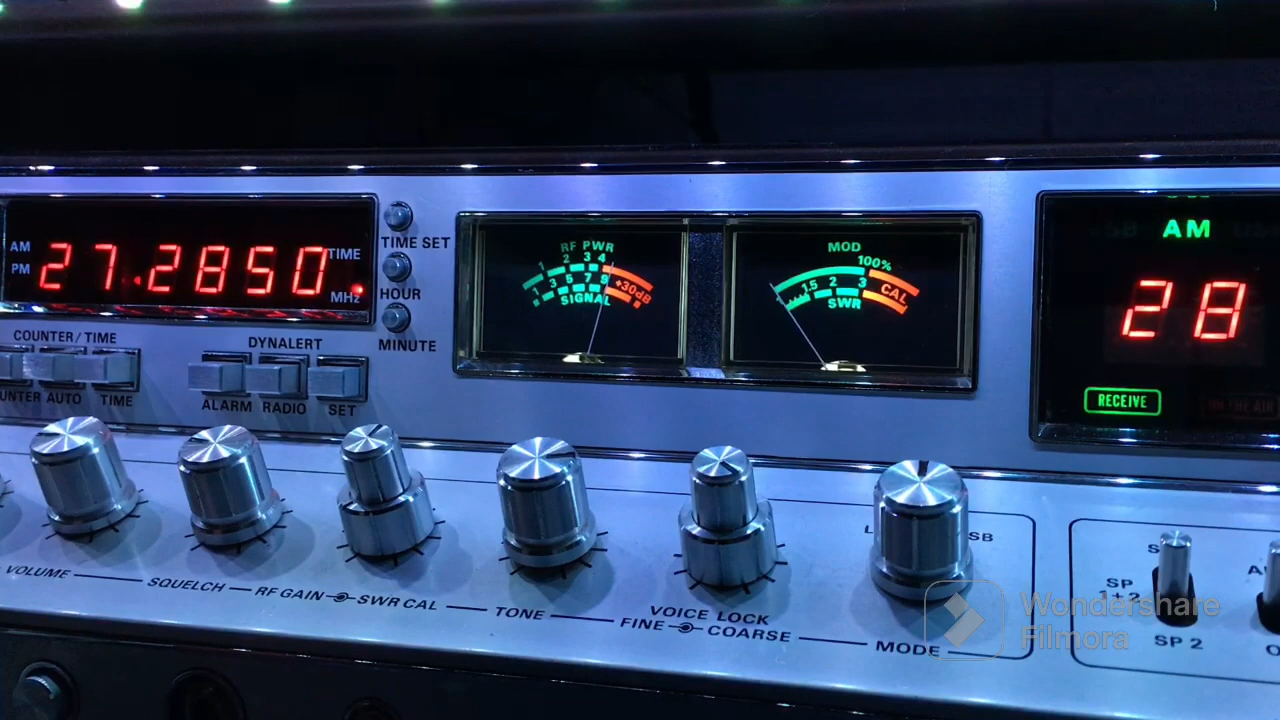 AM
PM
27.2850.
TIME
MHz
TIME SET
HOUR
MINUTE
COUNTER/TIME
AUTO
TIME
DYNALERT
ALARM
RADIO
SET
RF PWR
1 2 3 4
1 3 5 7 9
+30dB
SIGNAL
MOD
100%
1.5 2 3
SWR
CAL
AM
28
RECEIVE
ON THE AIR
VOLUME
SQUELCH
RF GAIN
SWR CAL
TONE
VOICE LOCK
FINE
COARSE
MODE
SP
1+2
SP 2
Wondershare
Filmora